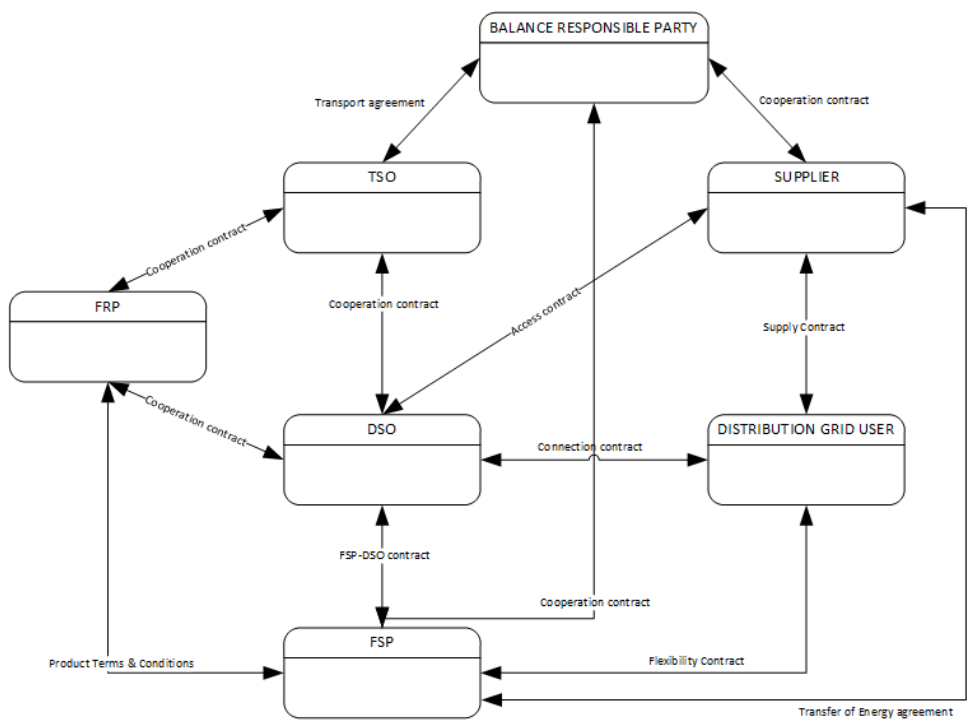 BALANCE RESPONSIBLE PARTY
Transport agreement
Cooperation contract
TSO
SUPPLIER
Cooperation contract
FRP
Cooperation contract
Access contract
Supply Contract
Cooperation contract
DSO
DISTRIBUTION GRID USER
Connection contract
FSP-DSO contract
Cooperation contract
FSP
Product Terms & Conditions
Flexibility Contract
Transfer of Energy agreement